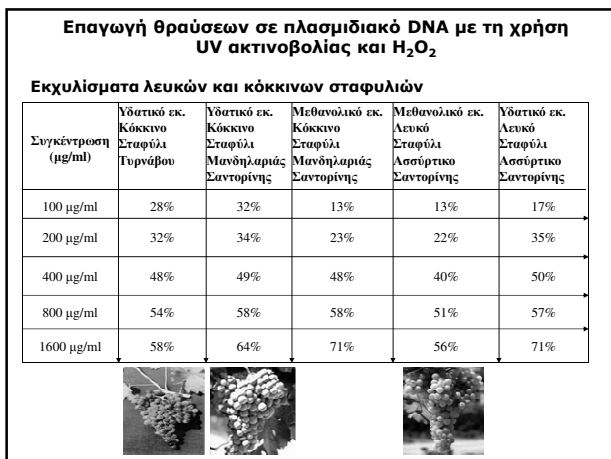 Επαγωγή θραύσεων σε πλασμιδιακό DNA με τη χρήση
UV ακτινοβολίας και H₂O₂
Εκχυλίσματα λευκών και κόκκινων σταφυλιών
Συγκέντρωση (μg/ml) | Υδατικό εκ. Κόκκινο Σταφύλι Τυρνάβου | Υδατικό εκ. Κόκκινο Σταφύλι Μανδηλαριάς Σαντορίνης | Μεθανολικό εκ. Κόκκινο Σταφύλι Μανδηλαριάς Σαντορίνης | Μεθανολικό εκ. Λευκό Σταφύλι Ασσύρτικο Σαντορίνης | Υδατικό εκ. Λευκό Σταφύλι Ασσύρτικο Σαντορίνης
100 μg/ml | 28% | 32% | 13% | 13% | 17%
200 μg/ml | 32% | 34% | 23% | 22% | 35%
400 μg/ml | 48% | 49% | 48% | 40% | 50%
800 μg/ml | 54% | 58% | 58% | 51% | 57%
1600 μg/ml | 58% | 64% | 71% | 56% | 71%